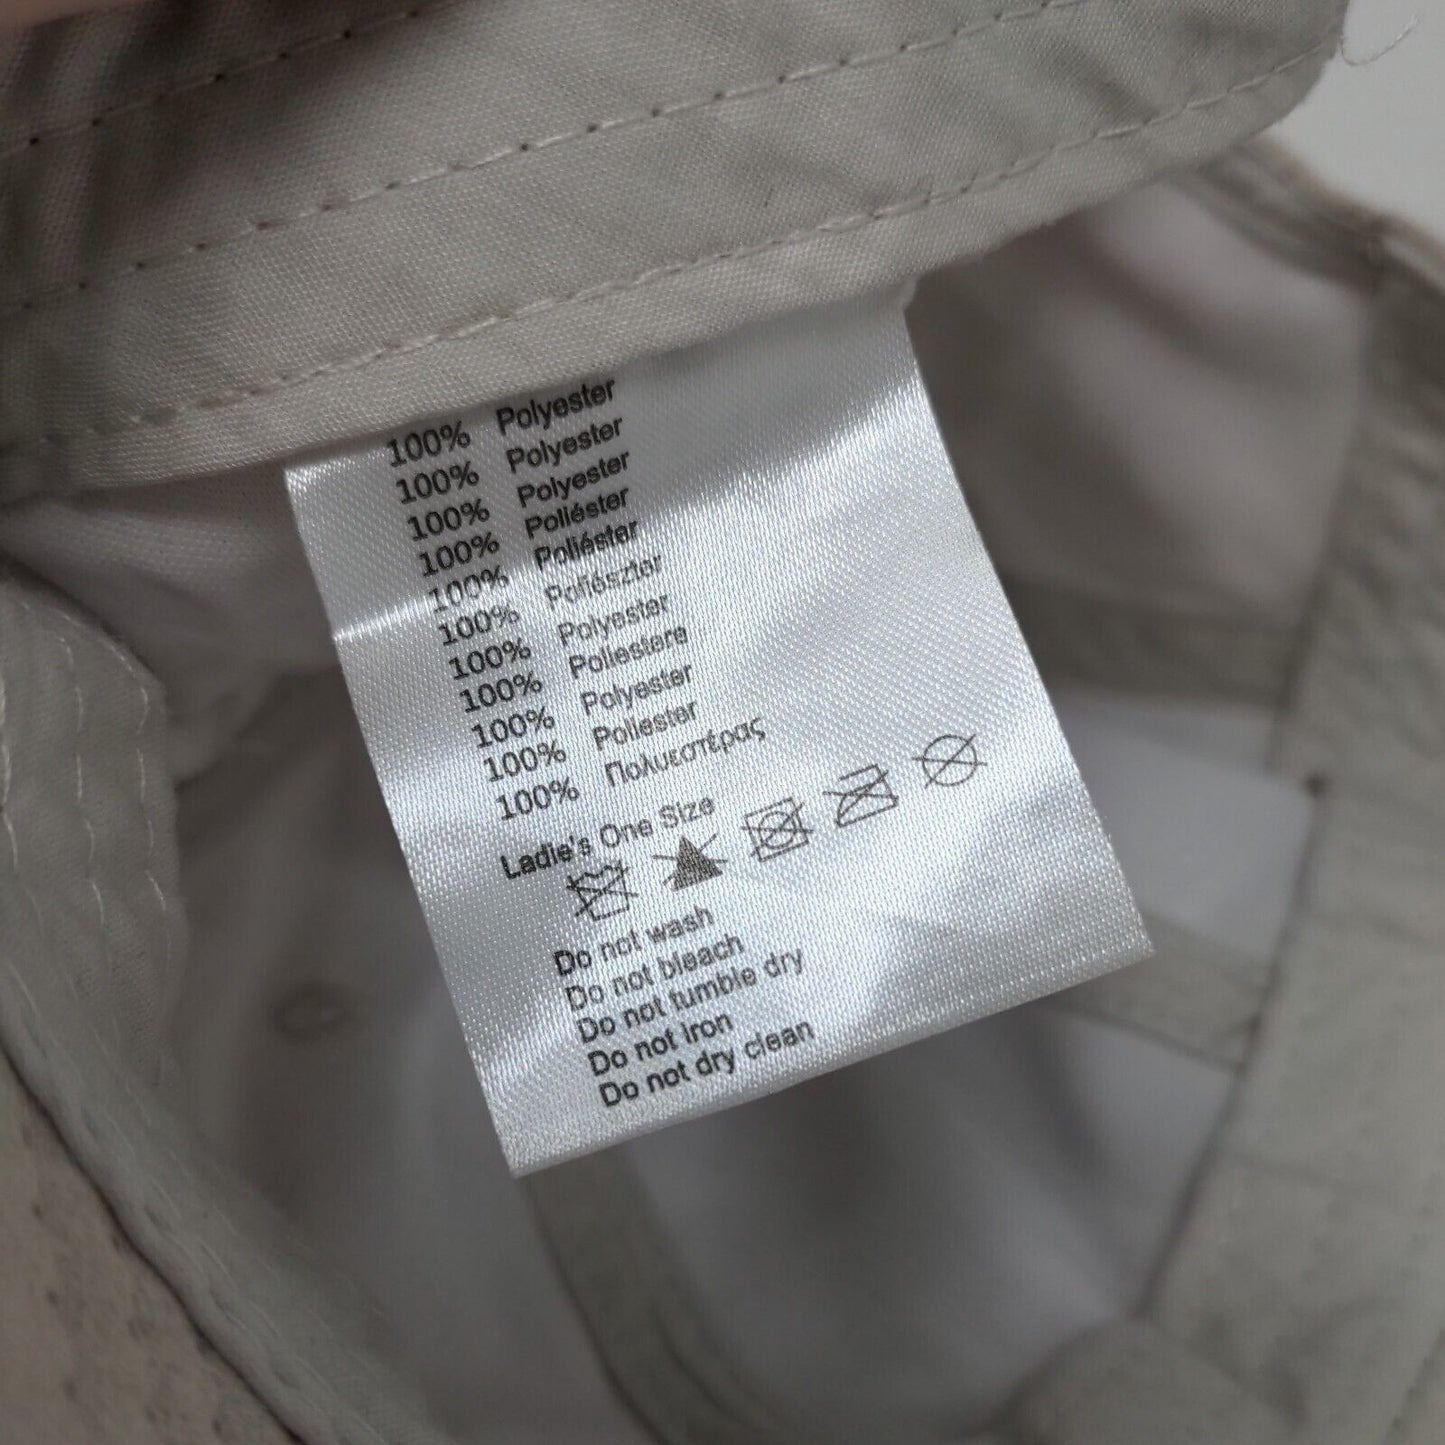 100% Polyester
100% Polyester
100% Polyester
100% Poliéster
100% Poliéster
100% Poliészter
100% Polyester
100% Poliestere
100% Polyester
100% Poliester
100% Πολυεστέρας
Ladie's One Size
Do not wash
Do not bleach
Do not tumble dry
Do not iron
Do not dry clean